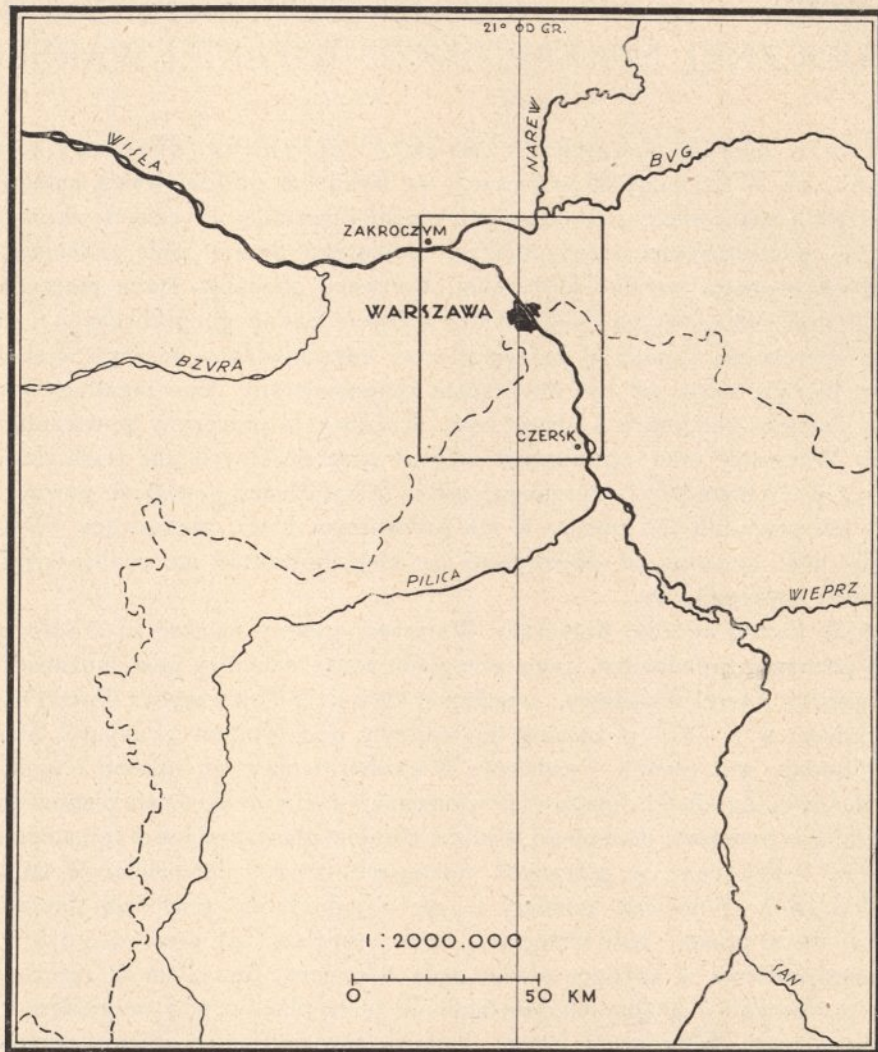 21° OD GR.
WISŁA
NAREW
BVG
ZAKROCZYM
WARSZAWA
BZVRA
CZERSK
PILICA
WIEPRZ
1:2000.000
0 50 KM
SAN